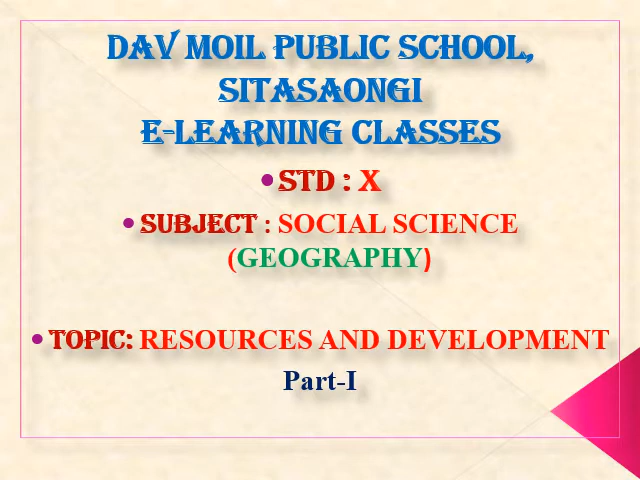 DAV MOIL PUBLIC SCHOOL,
SITASAONGI
E-LEARNING CLASSES
• STD : X
• SUBJECT : SOCIAL SCIENCE
(GEOGRAPHY)
• TOPIC: RESOURCES AND DEVELOPMENT
Part-I